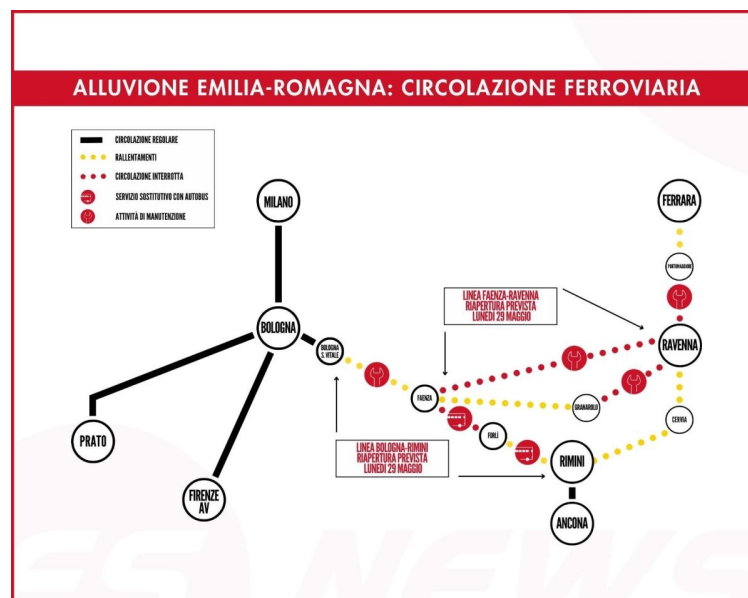 ALLUVIONE EMILIA-ROMAGNA: CIRCOLAZIONE FERROVIARIA
CIRCOLAZIONE REGOLARE
RALLENTAMENTI
CIRCOLAZIONE INTERROTTA
SERVIZIO SOSTITUTIVO CON AUTOBUS
ATTIVITÀ DI MANUTENZIONE
MILANO
FERRARA
PORTOMAGGIORE
LINEA FAENZA-RAVENNA
RIAPERTURA PREVISTA
LUNEDÌ 29 MAGGIO
BOLOGNA
BOLOGNA
S. VITALE
RAVENNA
FAENZA
GRANAROLO
CERVIA
PRATO
FORLÌ
LINEA BOLOGNA-RIMINI
RIAPERTURA PREVISTA
LUNEDÌ 29 MAGGIO
RIMINI
FIRENZE
AV
ANCONA
FS NEWS